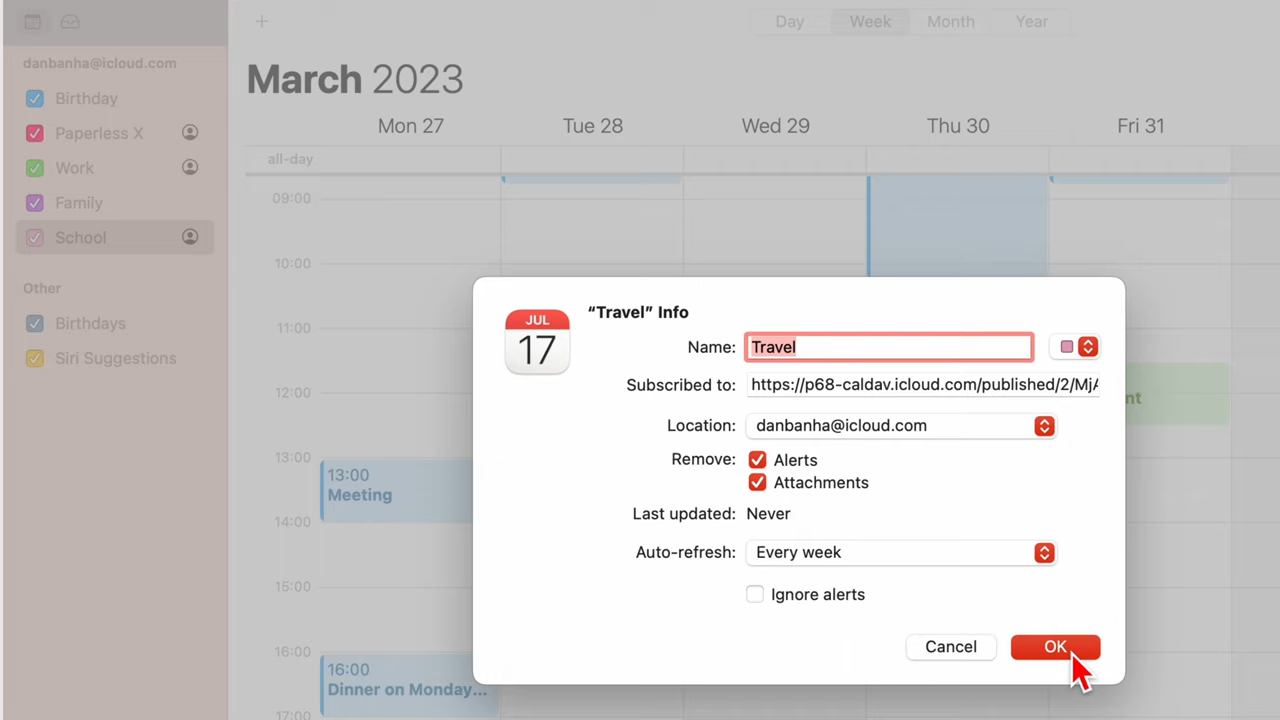 Day Week Month Year
danbanha@icloud.com
Birthday
Paperless X
Work
Family
School
Other
Birthdays
Siri Suggestions
March 2023
Mon 27 Tue 28 Wed 29 Thu 30 Fri 31
all-day
09:00
10:00
11:00
12:00
13:00
14:00
15:00
16:00
17:00
13:00
Meeting
16:00
Dinner on Monday...
nt
JUL
17
“Travel” Info
Name: Travel
Subscribed to: https://p68-caldav.icloud.com/published/2/MjA
Location: danbanha@icloud.com
Remove: Alerts
Attachments
Last updated: Never
Auto-refresh: Every week
Ignore alerts
Cancel OK